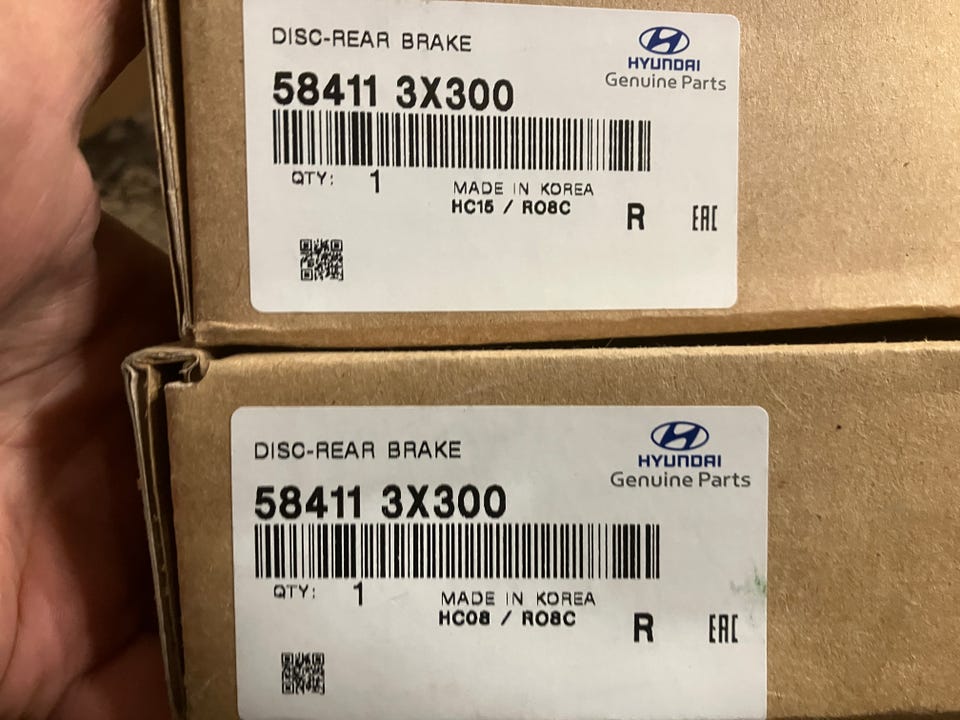 DISC-REAR BRAKE
HYUNDAI
Genuine Parts
58411 3X300
QTY: 1
MADE IN KOREA
HC15 / RO8C
R
EAC
DISC-REAR BRAKE
HYUNDAI
Genuine Parts
58411 3X300
QTY: 1
MADE IN KOREA
HC08 / RO8C
R
EAC